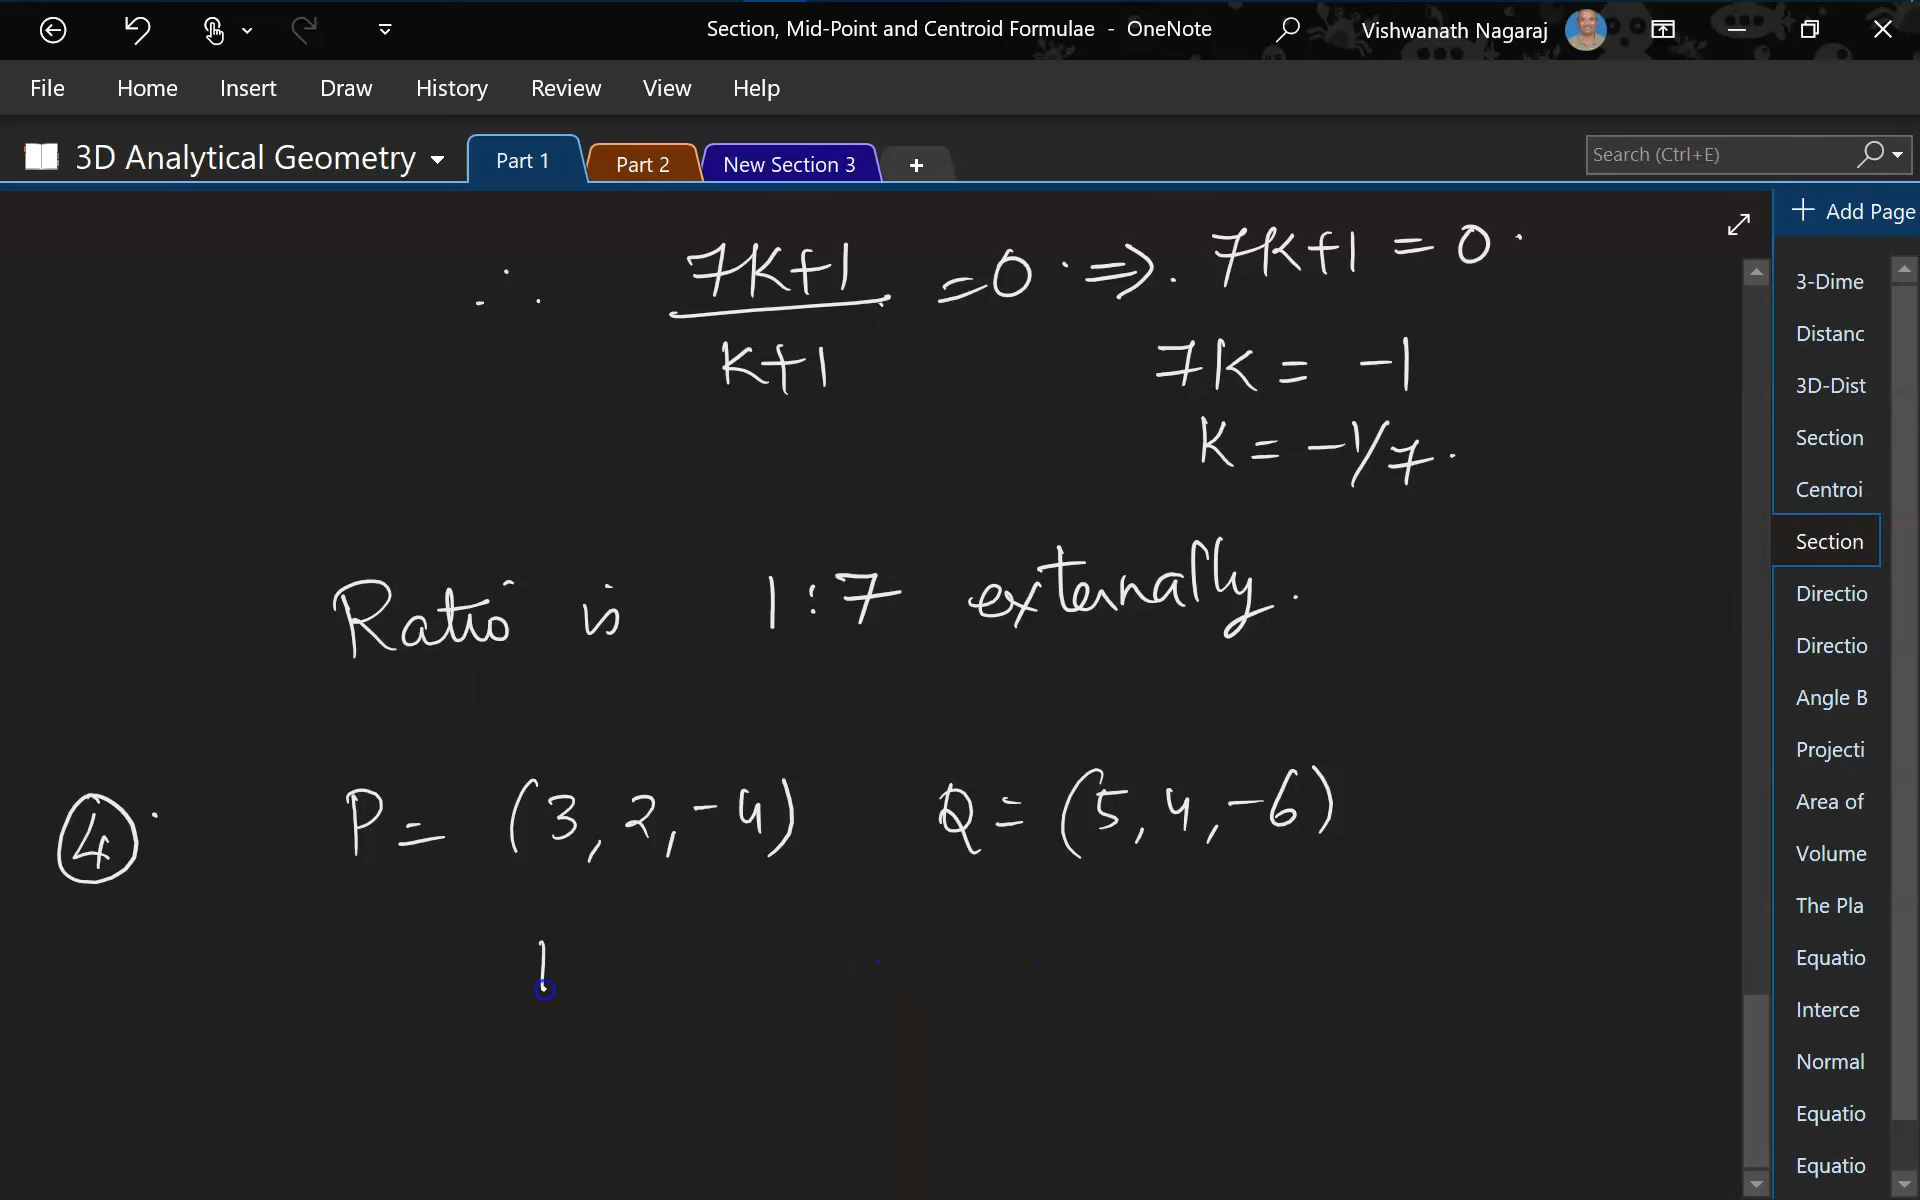 Section, Mid-Point and Centroid Formulae - OneNote
Vishwanath Nagaraj
File Home Insert Draw History Review View Help
3D Analytical Geometry Part 1 Part 2 New Section 3 +
Search (Ctrl+E)
Add Page
3-Dime
Distanc
3D-Dist
Section
Centroi
Section
Directio
Directio
Angle B
Projecti
Area of
Volume
The Pla
Equatio
Interce
Normal
Equatio
Equatio
∴ (7K+1)/(K+1) = 0 ⇒ 7K+1 = 0
7K = -1
K = -1/7.
Ratio is 1:7 externally.
④ P = (3, 2, -4) Q = (5, 4, -6)